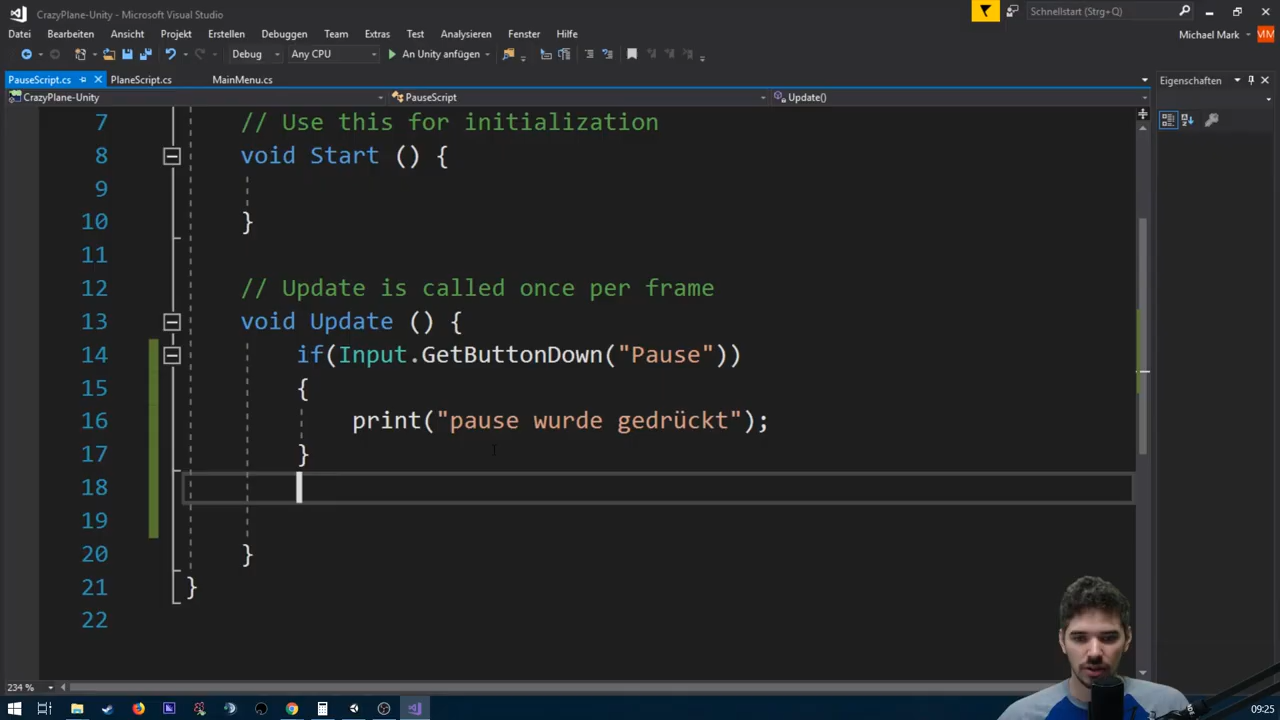 CrazyPlane-Unity - Microsoft Visual Studio
Schnellstart (Strg+Q)
Datei Bearbeiten Ansicht Projekt Erstellen Debuggen Team Extras Test Analysieren Fenster Hilfe
Michael Mark MM
Debug Any CPU An Unity anfügen
PauseScript.cs PlaneScript.cs MainMenu.cs
Eigenschaften
CrazyPlane-Unity PauseScript Update()
7 // Use this for initialization
8 void Start () {
9
10 }
11
12 // Update is called once per frame
13 void Update () {
14 if(Input.GetButtonDown("Pause"))
15 {
16 print("pause wurde gedrückt");
17 }
18
19
20 }
21 }
22
234 %
09:25